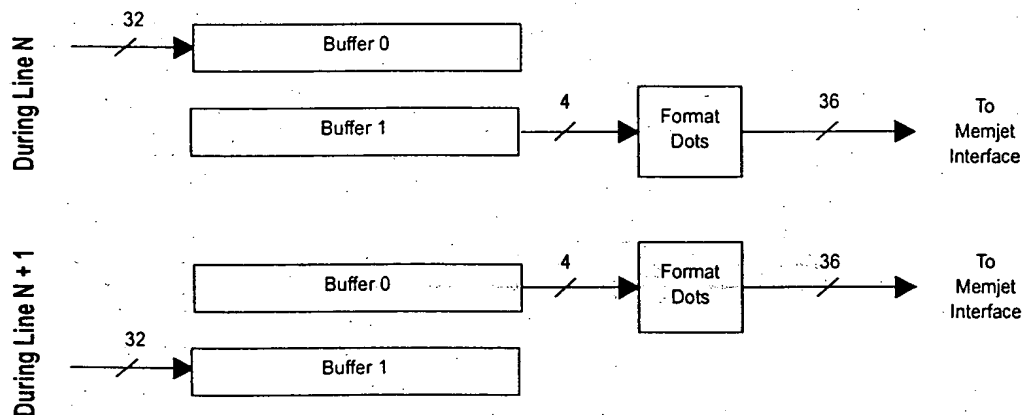 During Line N
32
Buffer 0
Buffer 1
4
Format
Dots
36
To
Memjet
Interface
During Line N + 1
Buffer 0
4
Format
Dots
36
To
Memjet
Interface
32
Buffer 1